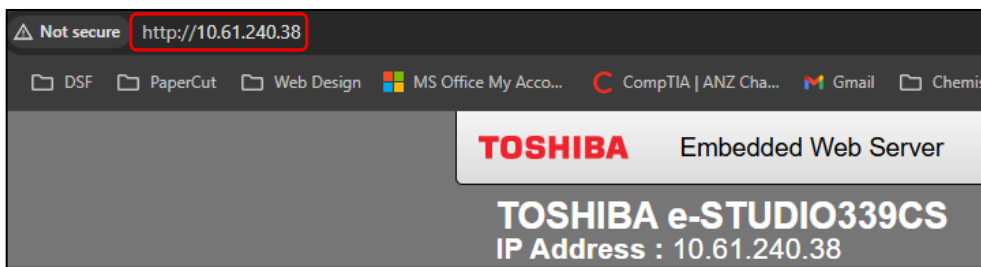 Not secure http://10.61.240.38
DSF PaperCut Web Design MS Office My Acco... CompTIA | ANZ Cha... Gmail Chemis
TOSHIBA Embedded Web Server
TOSHIBA e-STUDIO339CS
IP Address : 10.61.240.38